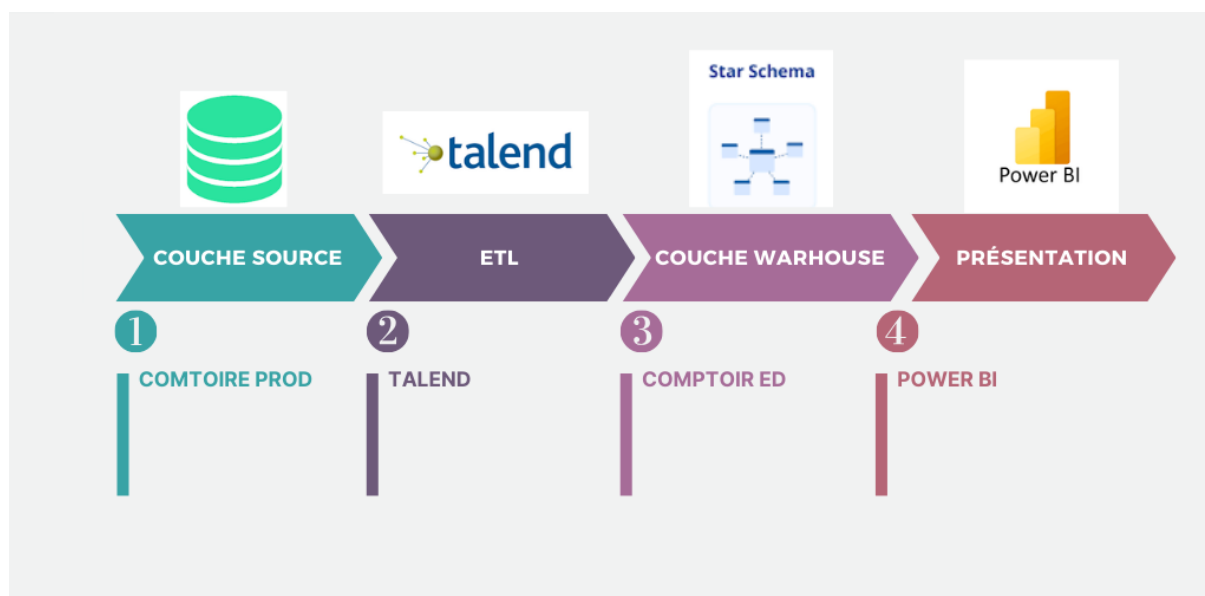 Star Schema
talend
Power BI
COUCHE SOURCE
ETL
COUCHE WARHOUSE
PRÉSENTATION
1
2
3
4
COMTOIRE PROD
TALEND
COMPTOIR ED
POWER BI